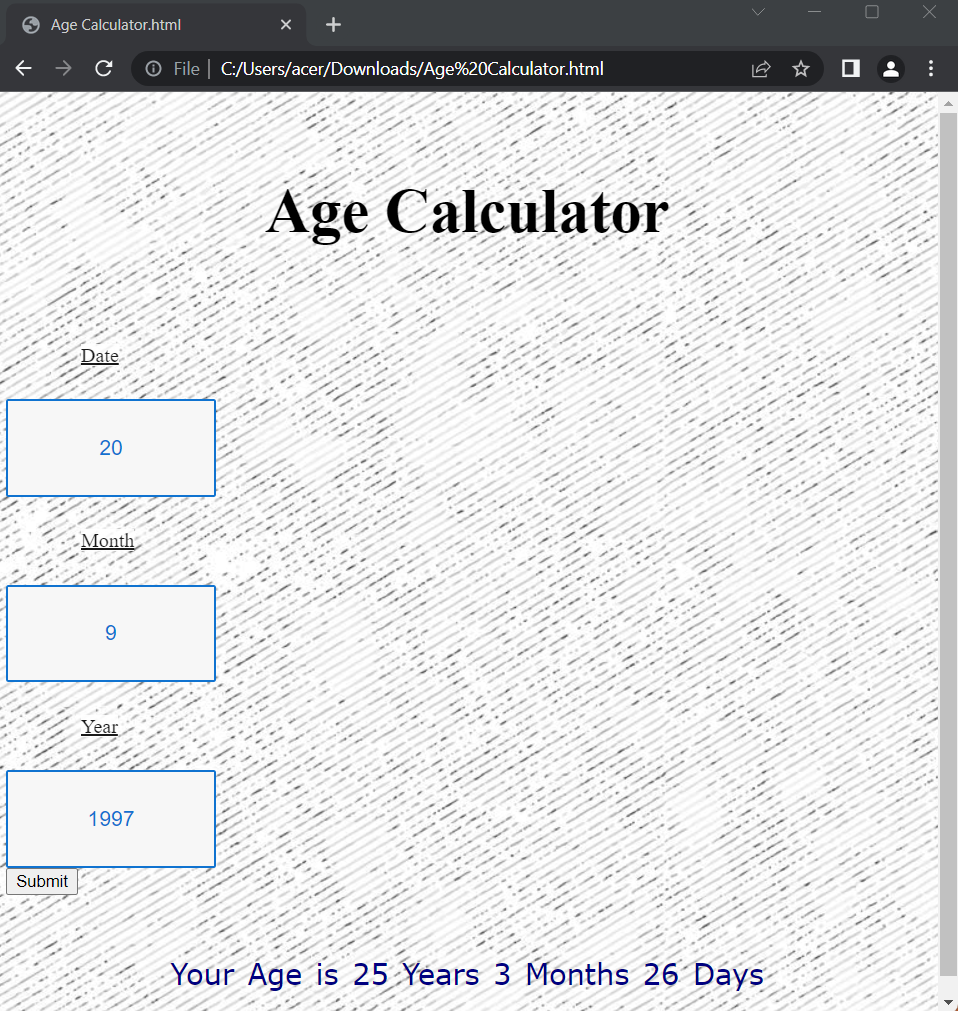 Age Calculator.html
File | C:/Users/acer/Downloads/Age%20Calculator.html
Age Calculator
Date
20
Month
9
Year
1997
Submit
Your Age is 25 Years 3 Months 26 Days